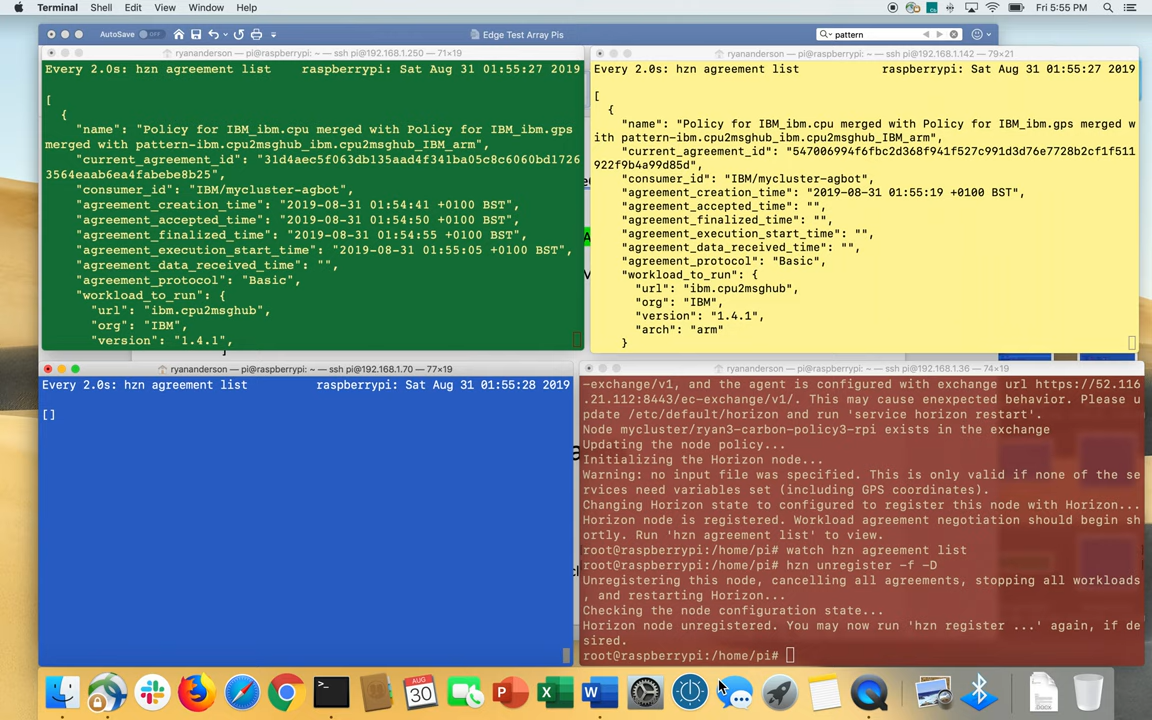 Terminal Shell Edit View Window Help Fri 5:55 PM
AutoSave OFF Edge Test Array Pis pattern
ryananderson — pi@raspberrypi: ~ — ssh pi@192.168.1.250 — 71×19
Every 2.0s: hzn agreement list raspberrypi: Sat Aug 31 01:55:27 2019
[
{
"name": "Policy for IBM_ibm.cpu merged with Policy for IBM_ibm.gps
merged with pattern-ibm.cpu2msghub_ibm.cpu2msghub_IBM_arm",
"current_agreement_id": "31d4aec5f063db135aad4f341ba05c8c6060bd1726
3564eaab6ea4fabebe8b25",
"consumer_id": "IBM/mycluster-agbot",
"agreement_creation_time": "2019-08-31 01:54:41 +0100 BST",
"agreement_accepted_time": "2019-08-31 01:54:50 +0100 BST",
"agreement_finalized_time": "2019-08-31 01:54:55 +0100 BST",
"agreement_execution_start_time": "2019-08-31 01:55:05 +0100 BST",
"agreement_data_received_time": "",
"agreement_protocol": "Basic",
"workload_to_run": {
"url": "ibm.cpu2msghub",
"org": "IBM",
"version": "1.4.1",
ryananderson — pi@raspberrypi: ~ — ssh pi@192.168.1.142 — 79×21
Every 2.0s: hzn agreement list raspberrypi: Sat Aug 31 01:55:27 2019
[
{
"name": "Policy for IBM_ibm.cpu merged with Policy for IBM_ibm.gps merged w
ith pattern-ibm.cpu2msghub_ibm.cpu2msghub_IBM_arm",
"current_agreement_id": "547006994f6fbc2d368f941f527c991d3d76e7728b2cf1f511
922f9b4a99d85d",
"consumer_id": "IBM/mycluster-agbot",
"agreement_creation_time": "2019-08-31 01:55:19 +0100 BST",
"agreement_accepted_time": "",
"agreement_finalized_time": "",
"agreement_execution_start_time": "",
"agreement_data_received_time": "",
"agreement_protocol": "Basic",
"workload_to_run": {
"url": "ibm.cpu2msghub",
"org": "IBM",
"version": "1.4.1",
"arch": "arm"
}
ryananderson — pi@raspberrypi: ~ — ssh pi@192.168.1.70 — 77×19
Every 2.0s: hzn agreement list raspberrypi: Sat Aug 31 01:55:28 2019
[]
ryananderson — pi@raspberrypi: ~ — ssh pi@192.168.1.36 — 74×19
-exchange/v1, and the agent is configured with exchange url https://52.116
.21.112:8443/ec-exchange/v1/. This may cause enexpected behavior. Please u
pdate /etc/default/horizon and run 'service horizon restart'.
Node mycluster/ryan3-carbon-policy3-rpi exists in the exchange
Updating the node policy...
Initializing the Horizon node...
Warning: no input file was specified. This is only valid if none of the se
rvices need variables set (including GPS coordinates).
Changing Horizon state to configured to register this node with Horizon...
Horizon node is registered. Workload agreement negotiation should begin sh
ortly. Run 'hzn agreement list' to view.
root@raspberrypi:/home/pi# watch hzn agreement list
root@raspberrypi:/home/pi# hzn unregister -f -D
Unregistering this node, cancelling all agreements, stopping all workloads
, and restarting Horizon...
Checking the node configuration state...
Horizon node unregistered. You may now run 'hzn register ...' again, if de
sired.
root@raspberrypi:/home/pi#
AUG
30